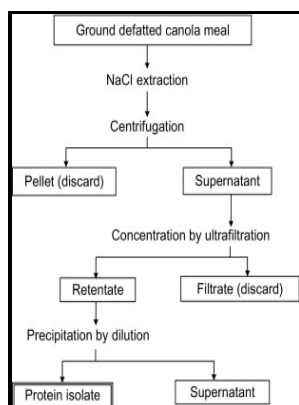 Ground defatted canola meal
NaCl extraction
Centrifugation
Pellet (discard)
Supernatant
Concentration by ultrafiltration
Retentate
Filtrate (discard)
Precipitation by dilution
Protein isolate
Supernatant